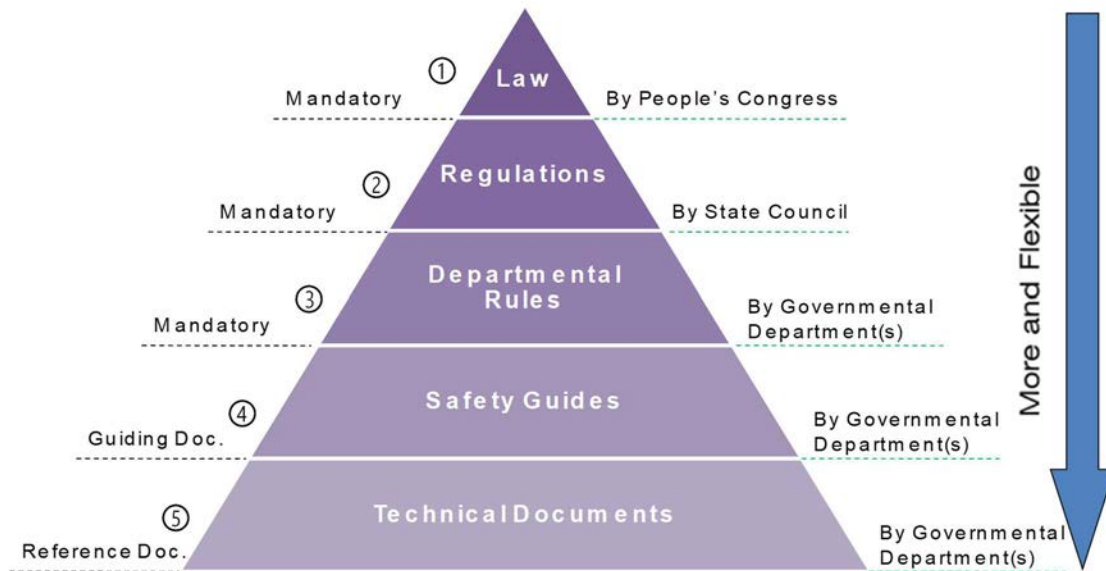 ①
Law
Mandatory
By People's Congress
②
Regulations
Mandatory
By State Council
③
Departmental
Rules
Mandatory
By Governmental
Department(s)
④
Safety Guides
Guiding Doc.
By Governmental
Department(s)
⑤
Technical Documents
Reference Doc.
By Governmental
Department(s)
More and Flexible